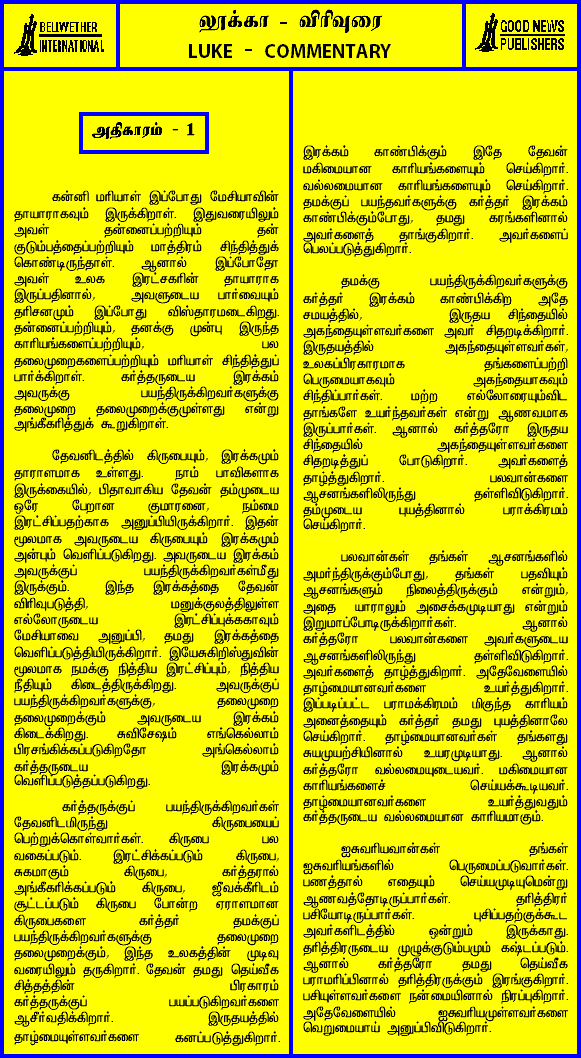 BELLWETHER
INTERNATIONAL
லூக்கா - விரிவுரை
LUKE - COMMENTARY
GOOD NEWS
PUBLISHERS
அதிகாரம் - 1
கன்னி மரியாள் இப்போது மேசியாவின்
தாயாராகவும் இருக்கிறாள். இதுவரையிலும்
அவள் தன்னைப்பற்றியும் தன்
குடும்பத்தைப்பற்றியும் மாத்திரம் சிந்தித்துக்
கொண்டிருந்தாள். ஆனால் இப்போதோ
அவள் உலக இரட்சகரின் தாயாராக
இருப்பதினால், அவளுடைய பார்வையும்
தரிசனமும் இப்போது விஸ்தாரமடைகிறது.
தன்னைப்பற்றியும், தனக்கு முன்பு இருந்த
காரியங்களைப்பற்றியும், பல
தலைமுறைகளைப்பற்றியும் மரியாள் சிந்தித்துப்
பார்க்கிறாள். கர்த்தருடைய இரக்கம்
அவருக்கு பயந்திருக்கிறவர்களுக்கு
தலைமுறை தலைமுறைக்குமுள்ளது என்று
அங்கீகரித்துக் கூறுகிறாள்.
தேவனிடத்தில் கிருபையும், இரக்கமும்
தாராளமாக உள்ளது. நாம் பாவிகளாக
இருக்கையில், பிதாவாகிய தேவன் தம்முடைய
ஒரே பேறான குமாரனை, நம்மை
இரட்சிப்பதற்காக அனுப்பியிருக்கிறார். இதன்
மூலமாக அவருடைய கிருபையும் இரக்கமும்
அன்பும் வெளிப்படுகிறது. அவருடைய இரக்கம்
அவருக்குப் பயந்திருக்கிறவர்கள்மீது
இருக்கும். இந்த இரக்கத்தை தேவன்
விரிவுபடுத்தி, மனுக்குலத்திலுள்ள
எல்லோருடைய இரட்சிப்புக்காகவும்
மேசியாவை அனுப்பி, தமது இரக்கத்தை
வெளிப்படுத்தியிருக்கிறார். இயேசுகிறிஸ்துவின்
மூலமாக நமக்கு நித்திய இரட்சிப்பும், நித்திய
நீதியும் கிடைத்திருக்கிறது. அவருக்குப்
பயந்திருக்கிறவர்களுக்கு, தலைமுறை
தலைமுறைக்கும் அவருடைய இரக்கம்
கிடைக்கிறது. சுவிசேஷம் எங்கெல்லாம்
பிரசங்கிக்கப்படுகிறதோ அங்கெல்லாம்
கர்த்தருடைய இரக்கமும்
வெளிப்படுத்தப்படுகிறது.
கர்த்தருக்குப் பயந்திருக்கிறவர்கள்
தேவனிடமிருந்து கிருபையைப்
பெற்றுக்கொள்வார்கள். கிருபை பல
வகைப்படும். இரட்சிக்கப்படும் கிருபை,
சுகமாகும் கிருபை, கர்த்தரால்
அங்கீகரிக்கப்படும் கிருபை, ஜீவக்கீரிடம்
சூட்டப்படும் கிருபை போன்ற ஏராளமான
கிருபைகளை கர்த்தர் தமக்குப்
பயந்திருக்கிறவர்களுக்கு தலைமுறை
தலைமுறைக்கும், இந்த உலகத்தின் முடிவு
வரையிலும் தருகிறார். தேவன் தமது தெய்வீக
சித்தத்தின் பிரகாரம்
கர்த்தருக்குப் பயப்படுகிறவர்களை
ஆசீர்வதிக்கிறார். இருதயத்தில்
தாழ்மையுள்ளவர்களை கனப்படுத்துகிறார்.
இரக்கம் காண்பிக்கும் இதே தேவன்
மகிமையான காரியங்களையும் செய்கிறார்.
வல்லமையான காரியங்களையும் செய்கிறார்.
தமக்குப் பயந்தவர்களுக்கு கர்த்தர் இரக்கம்
காண்பிக்கும்போது, தமது கரங்களினால்
அவர்களைத் தாங்குகிறார். அவர்களைப்
பெலப்படுத்துகிறார்.
தமக்கு பயந்திருக்கிறவர்களுக்கு
கர்த்தர் இரக்கம் காண்பிக்கிற அதே
சமயத்தில், இருதய சிந்தையில்
அகந்தையுள்ளவர்களை அவர் சிதறடிக்கிறார்.
இருதயத்தில் அகந்தையுள்ளவர்கள்,
உலகப்பிரகாரமாக தங்களைப்பற்றி
பெருமையாகவும் அகந்தையாகவும்
சிந்திப்பார்கள். மற்ற எல்லோரையும்விட
தாங்களே உயர்ந்தவர்கள் என்று ஆணவமாக
இருப்பார்கள். ஆனால் கர்த்தரோ இருதய
சிந்தையில் அகந்தையுள்ளவர்களை
சிதறடித்துப் போடுகிறார். அவர்களைத்
தாழ்த்துகிறார். பலவான்களை
ஆசனங்களிலிருந்து தள்ளிவிடுகிறார்.
தம்முடைய புயத்தினால் பராக்கிரமம்
செய்கிறார்.
பலவான்கள் தங்கள் ஆசனங்களில்
அமர்ந்திருக்கும்போது, தங்கள் பதவியும்
ஆசனங்களும் நிலைத்திருக்கும் என்றும்,
அதை யாராலும் அசைக்கமுடியாது என்றும்
இறுமாப்போடிருக்கிறார்கள். ஆனால்
கர்த்தரோ பலவான்களை அவர்களுடைய
ஆசனங்களிலிருந்து தள்ளிவிடுகிறார்.
அவர்களைத் தாழ்த்துகிறார். அதேவேளையில்
தாழ்மையானவர்களை உயர்த்துகிறார்.
இப்படிப்பட்ட பராமக்கிரமம் மிகுந்த காரியம்
அனைத்தையும் கர்த்தர் தமது புயத்தினாலே
செய்கிறார். தாழ்மையானவர்கள் தங்களது
சுயமுயற்சியினால் உயரமுடியாது. ஆனால்
கர்த்தரோ வல்லமையுடையவர். மகிமையான
காரியங்களைச் செய்யக்கூடியவர்.
தாழ்மையானவர்களை உயர்த்துவதும்
கர்த்தருடைய வல்லமையான காரியமாகும்.
ஐசுவரியவான்கள் தங்கள்
ஐசுவரியங்களில் பெருமைப்படுவார்கள்.
பணத்தால் எதையும் செய்யமுடியுமென்று
ஆணவத்தோடிருப்பார்கள். தரித்திரர்
பசியோடிருப்பார்கள். புசிப்பதற்குக்கூட
அவர்களிடத்தில் ஒன்றும் இருக்காது.
தரித்திரருடைய முழுக்குடும்பமும் கஷ்டப்படும்.
ஆனால் கர்த்தரோ தமது தெய்வீக
பராமரிப்பினால் தரித்திரருக்கும் இரங்குகிறார்.
பசியுள்ளவர்களை நன்மையினால் நிரப்புகிறார்.
அதேவேளையில் ஐசுவரியமுள்ளவர்களை
வெறுமையாய் அனுப்பிவிடுகிறார்.